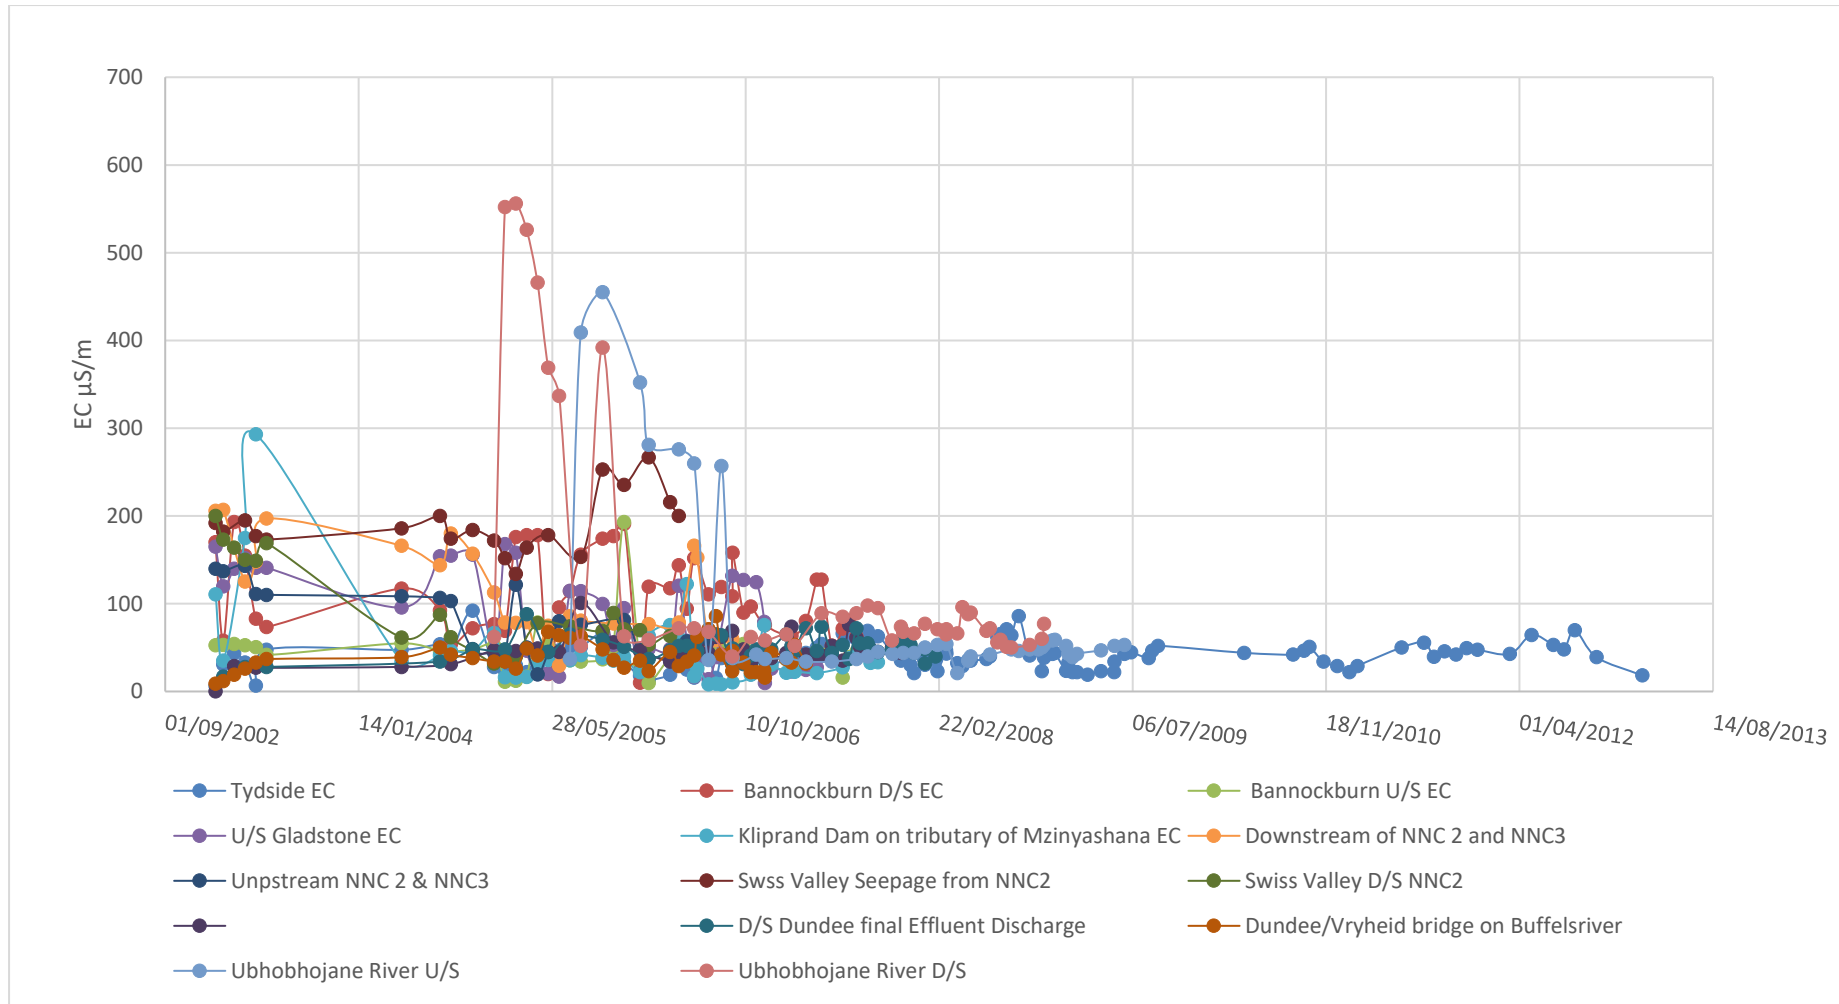 700
600
500
400
300
200
100
0
EC µS/m
01/09/2002 14/01/2004 28/05/2005 10/10/2006 22/02/2008 06/07/2009 18/11/2010 01/04/2012 14/08/2013
Tydside EC Bannockburn D/S EC Bannockburn U/S EC
U/S Gladstone EC Kliprand Dam on tributary of Mzinyashana EC Downstream of NNC 2 and NNC3
Unpstream NNC 2 & NNC3 Swss Valley Seepage from NNC2 Swiss Valley D/S NNC2
D/S Dundee final Effluent Discharge Dundee/Vryheid bridge on Buffelsriver
Ubhobhojane River U/S Ubhobhojane River D/S